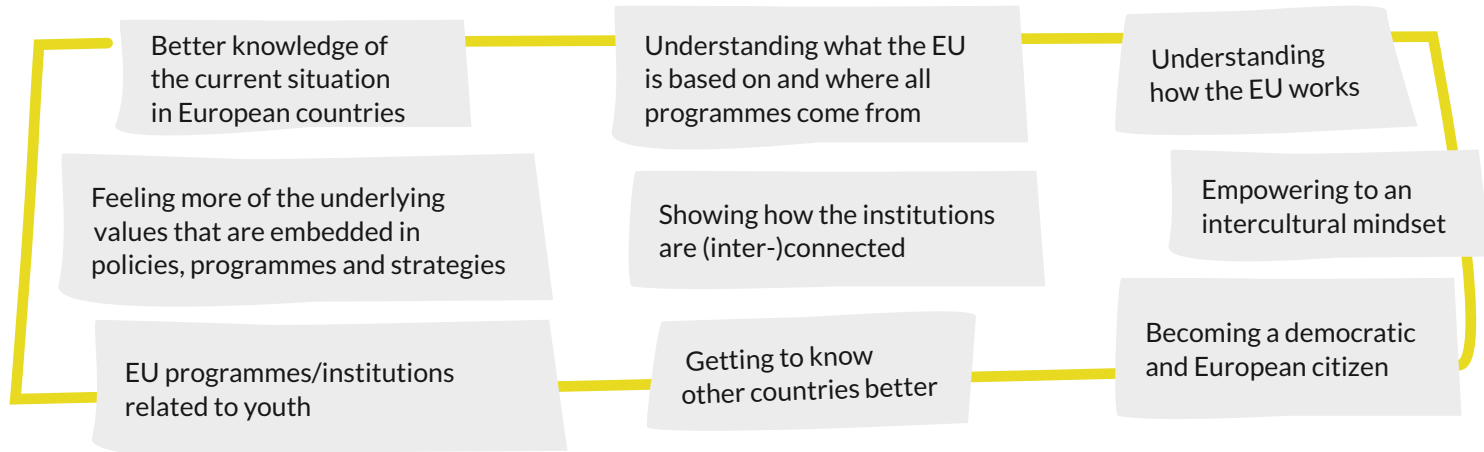 Better knowledge of
the current situation
in European countries
Understanding what the EU
is based on and where all
programmes come from
Understanding
how the EU works
Feeling more of the underlying
values that are embedded in
policies, programmes and strategies
Showing how the institutions
are (inter-)connected
Empowering to an
intercultural mindset
EU programmes/institutions
related to youth
Getting to know
other countries better
Becoming a democratic
and European citizen